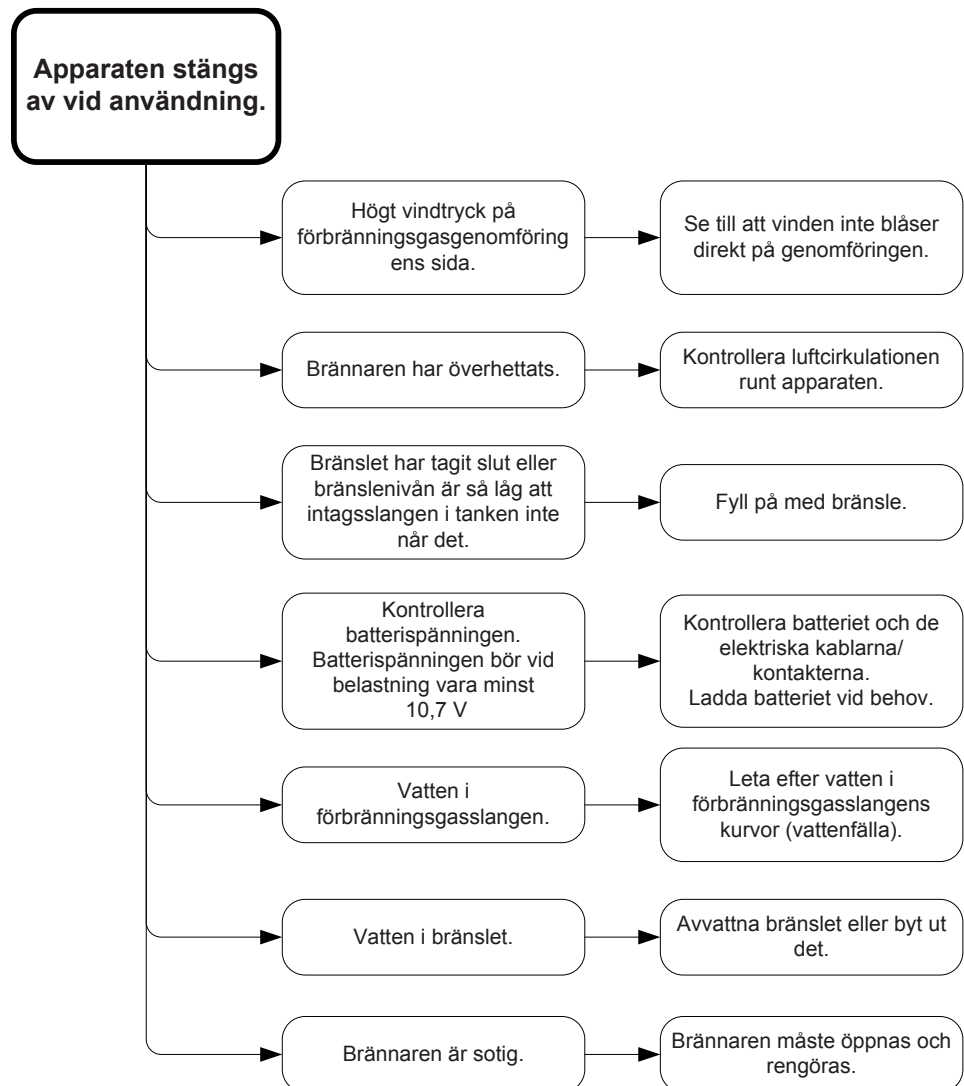 Apparaten stängs
av vid användning.
Högt vindtryck på
förbränningsgasgenomföring
ens sida.
Se till att vinden inte blåser
direkt på genomföringen.
Brännaren har överhettats.
Kontrollera luftcirkulationen
runt apparaten.
Bränslet har tagit slut eller
bränslenivån är så låg att
intagsslangen i tanken inte
når det.
Fyll på med bränsle.
Kontrollera
batterispänningen.
Batterispänningen bör vid
belastning vara minst
10,7 V
Kontrollera batteriet och de
elektriska kablarna/
kontakterna.
Ladda batteriet vid behov.
Vatten i
förbränningsgasslangen.
Leta efter vatten i
förbränningsgasslangens
kurvor (vattenfälla).
Vatten i bränslet.
Avvattna bränslet eller byt ut
det.
Brännaren är sotig.
Brännaren måste öppnas och
rengöras.